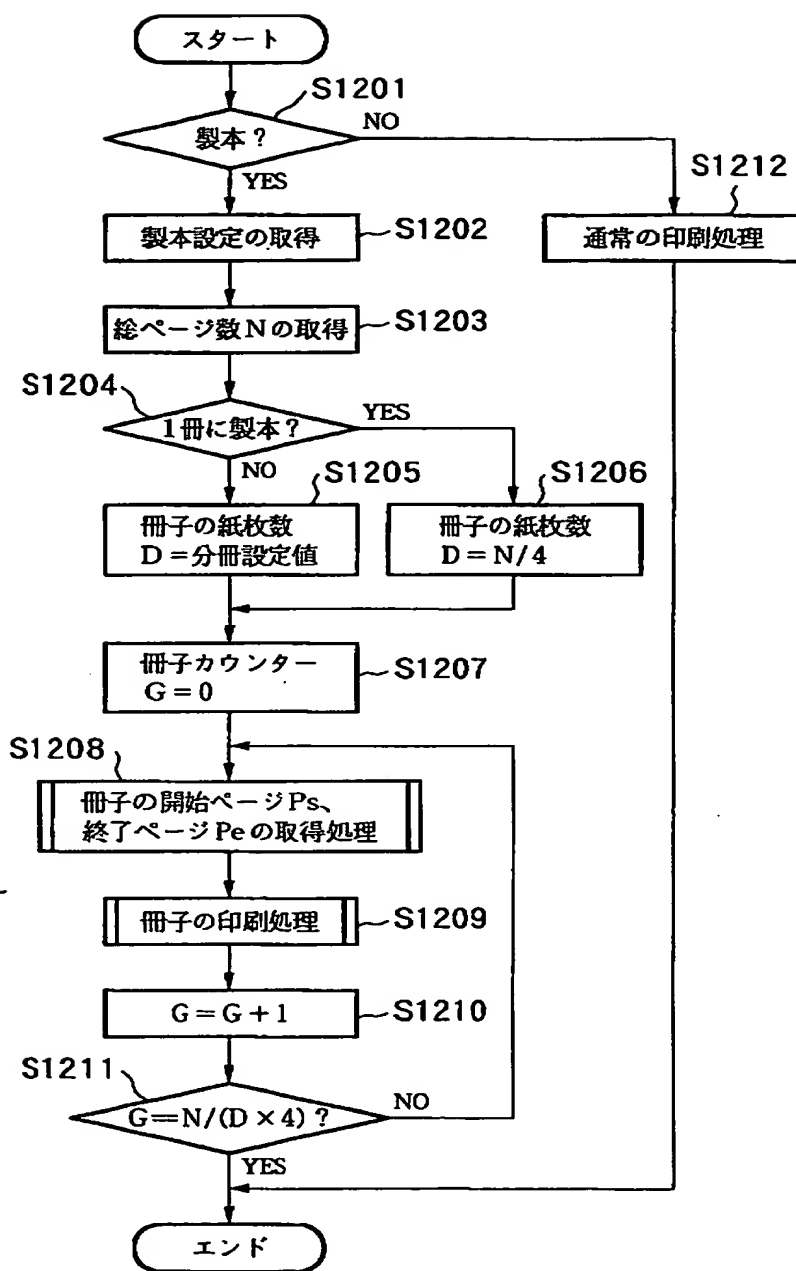 スタート
S1201
製本?
NO
YES
S1212
製本設定の取得
S1202
通常の印刷処理
総ページ数Nの取得
S1203
S1204
1冊に製本?
YES
NO
S1205
S1206
冊子の紙枚数
D=分冊設定値
冊子の紙枚数
D=N/4
冊子カウンター
G=0
S1207
S1208
冊子の開始ページPs、
終了ページPeの取得処理
冊子の印刷処理
S1209
G=G+1
S1210
S1211
G==N/(D×4)?
NO
YES
エンド